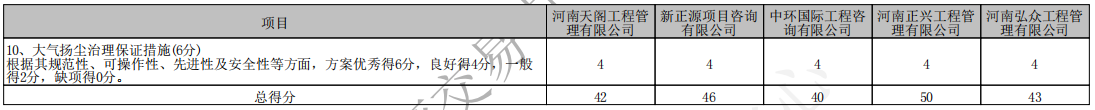 项目
河南天阁工程管
理有限公司
新正源项目咨询
有限公司
中环国际工程咨
询有限公司
河南正兴工程管
理有限公司
河南弘众工程管
理有限公司
10、大气扬尘治理保证措施(6分)
根据其规范性、可操作性、先进性及安全性等方面，方案优秀得6分，良好得4分，一般
得2分，缺项得0分。
4 4 4 4 4
总得分 42 46 40 50 43
交易
心